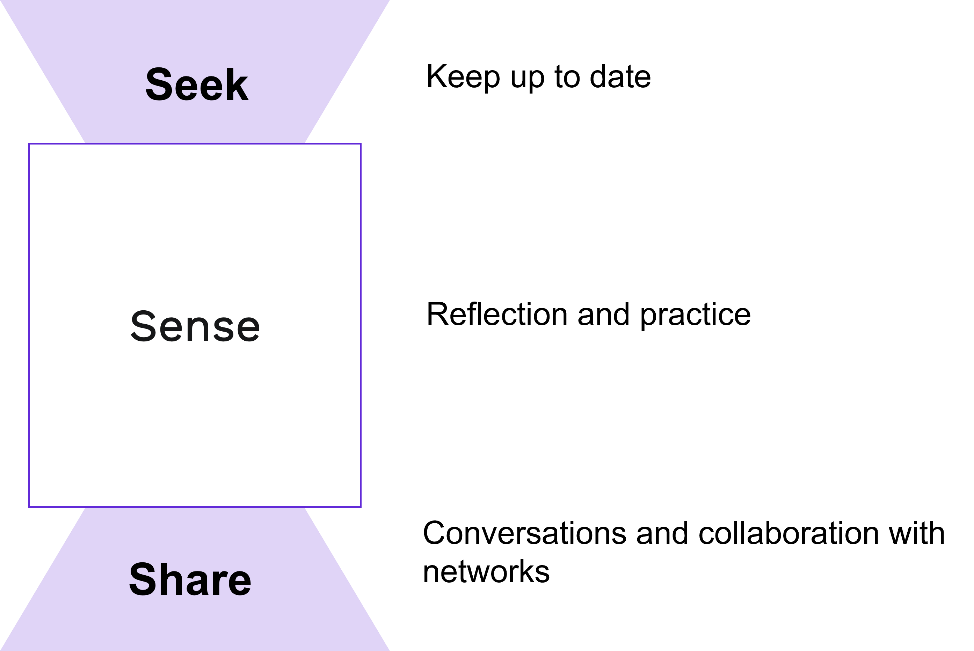 Seek
Keep up to date
Sense
Reflection and practice
Share
Conversations and collaboration with
networks